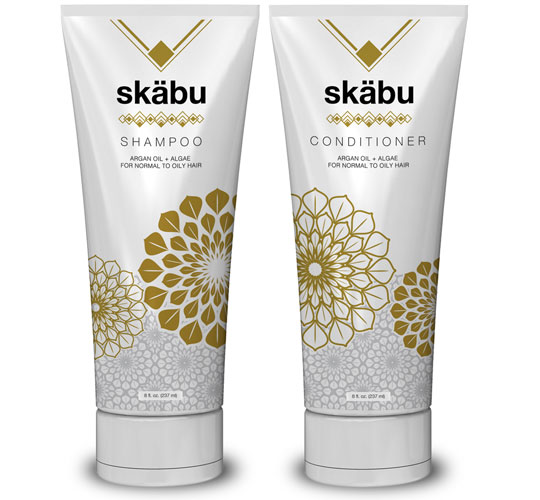 skäbu
SHAMPOO
ARGAN OIL + ALGAE
FOR NORMAL TO OILY HAIR
8 fl. oz. (237 ml)
skäbu
CONDITIONER
ARGAN OIL + ALGAE
FOR NORMAL TO OILY HAIR
8 fl. oz. (237 ml)